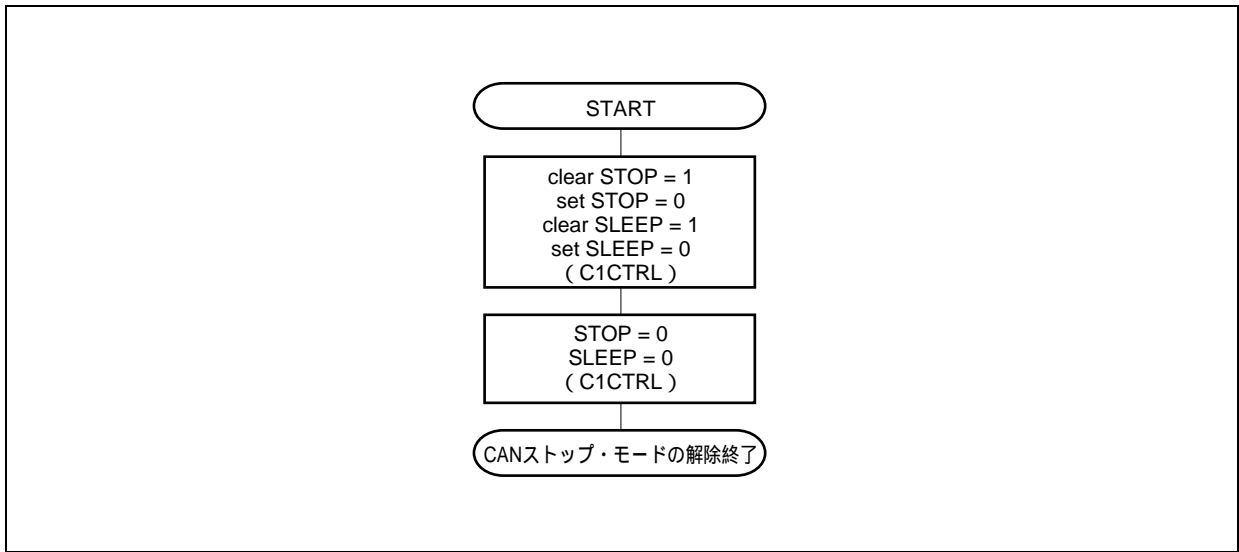 START
clear STOP = 1
set STOP = 0
clear SLEEP = 1
set SLEEP = 0
( C1CTRL )
STOP = 0
SLEEP = 0
( C1CTRL )
CANストップ・モードの解除終了